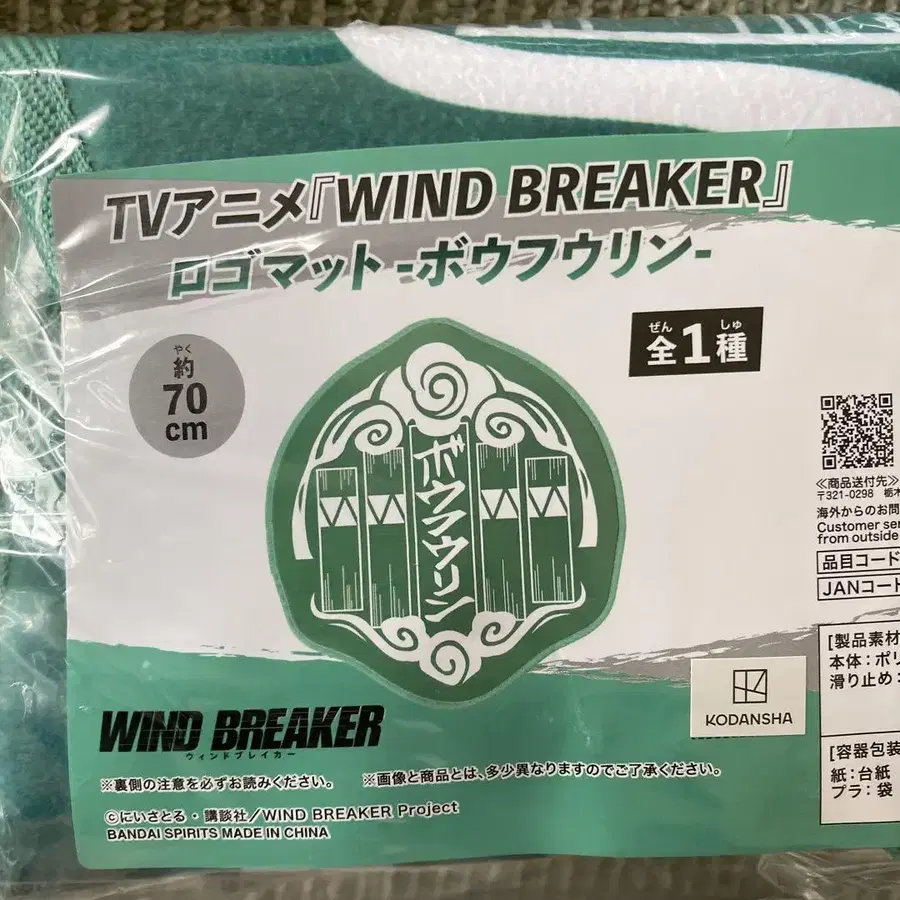 TVアニメ『WIND BREAKER』
ロゴマット-ボウフウリン-
やく
約
70
cm
ぜん しゅ
全1種
ボウフウリン
≪商品送付先≫
〒321-0298 栃木
海外からのお問
Customer ser
from outside
品目コード
JANコード
[製品素材
本体:ポリ
滑り止め:
KODANSHA
[容器包装
紙:台紙
プラ:袋
WIND BREAKER
ウィンドブレイカー
※裏側の注意を必ずお読みください。 ※画像と商品とは、多少異なりますのでご了承ください。
©にいさとる・講談社/WIND BREAKER Project
BANDAI SPIRITS MADE IN CHINA